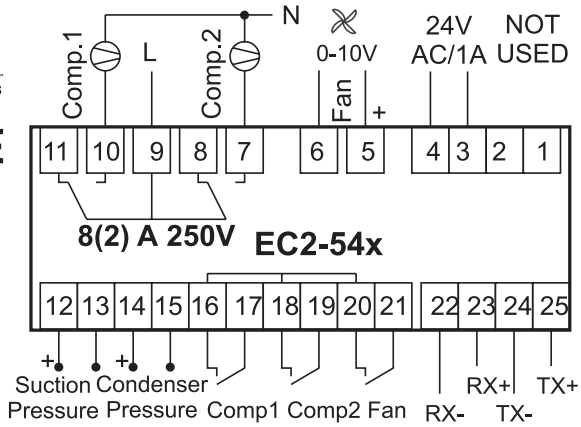 Comp.1
L
Comp.2
N
0-10V
Fan
+
24V
AC/1A
NOT
USED
11 10 9 8 7 6 5 4 3 2 1
8(2) A 250V
EC2-54x
12 13 14 15 16 17 18 19 20 21 22 23 24 25
+ +
Suction Condenser
Pressure Pressure Comp1 Comp2 Fan
RX+ TX+
RX- TX-